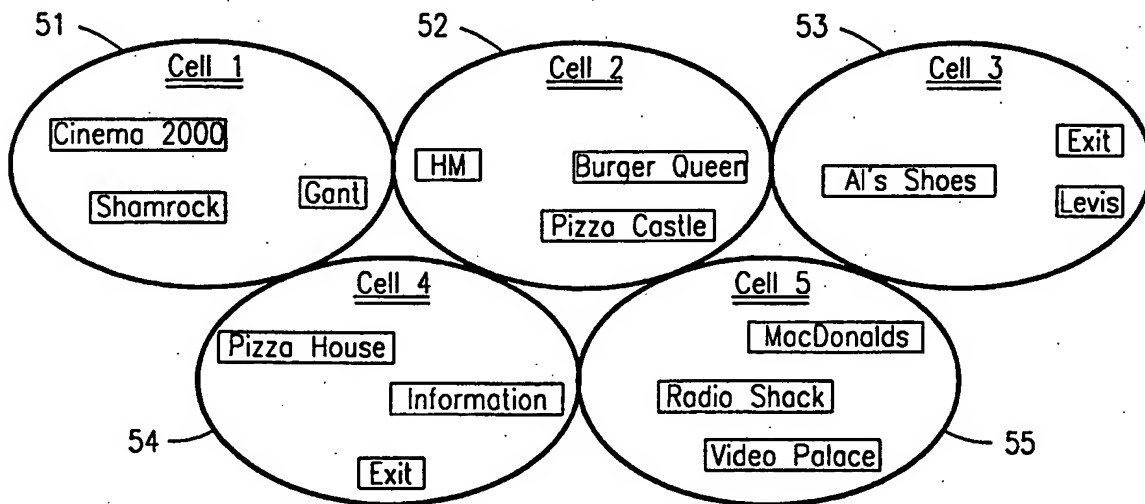 51
52
53
Cell 1
Cinema 2000
Shamrock
Gant
Cell 2
HM
Burger Queen
Pizza Castle
Cell 3
Exit
Al's Shoes
Levis
Cell 4
Pizza House
Information
Exit
54
Cell 5
MacDonalds
Radio Shack
Video Palace
55